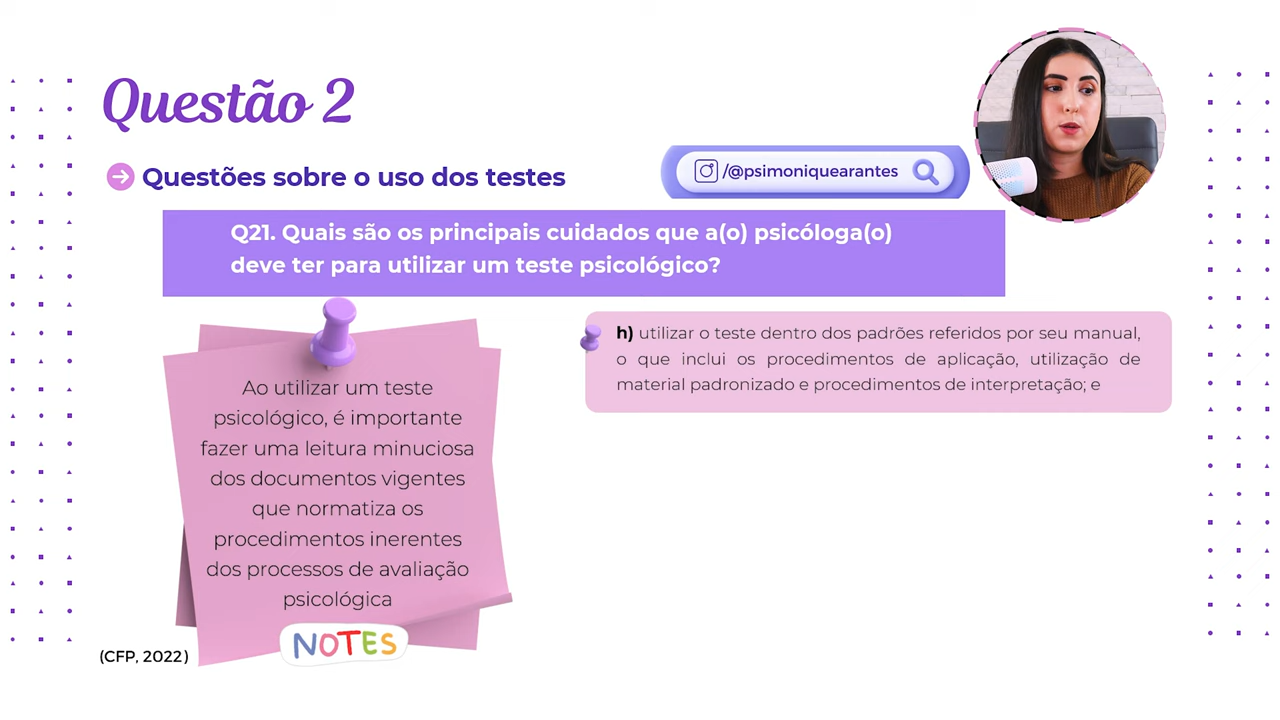 Questão 2
Questões sobre o uso dos testes
/@psimoniquearantes
Q21. Quais são os principais cuidados que a(o) psicóloga(o)
deve ter para utilizar um teste psicológico?
Ao utilizar um teste
psicológico, é importante
fazer uma leitura minuciosa
dos documentos vigentes
que normatiza os
procedimentos inerentes
dos processos de avaliação
psicológica
NOTES
(CFP, 2022)
h) utilizar o teste dentro dos padrões referidos por seu manual,
o que inclui os procedimentos de aplicação, utilização de
material padronizado e procedimentos de interpretação; e